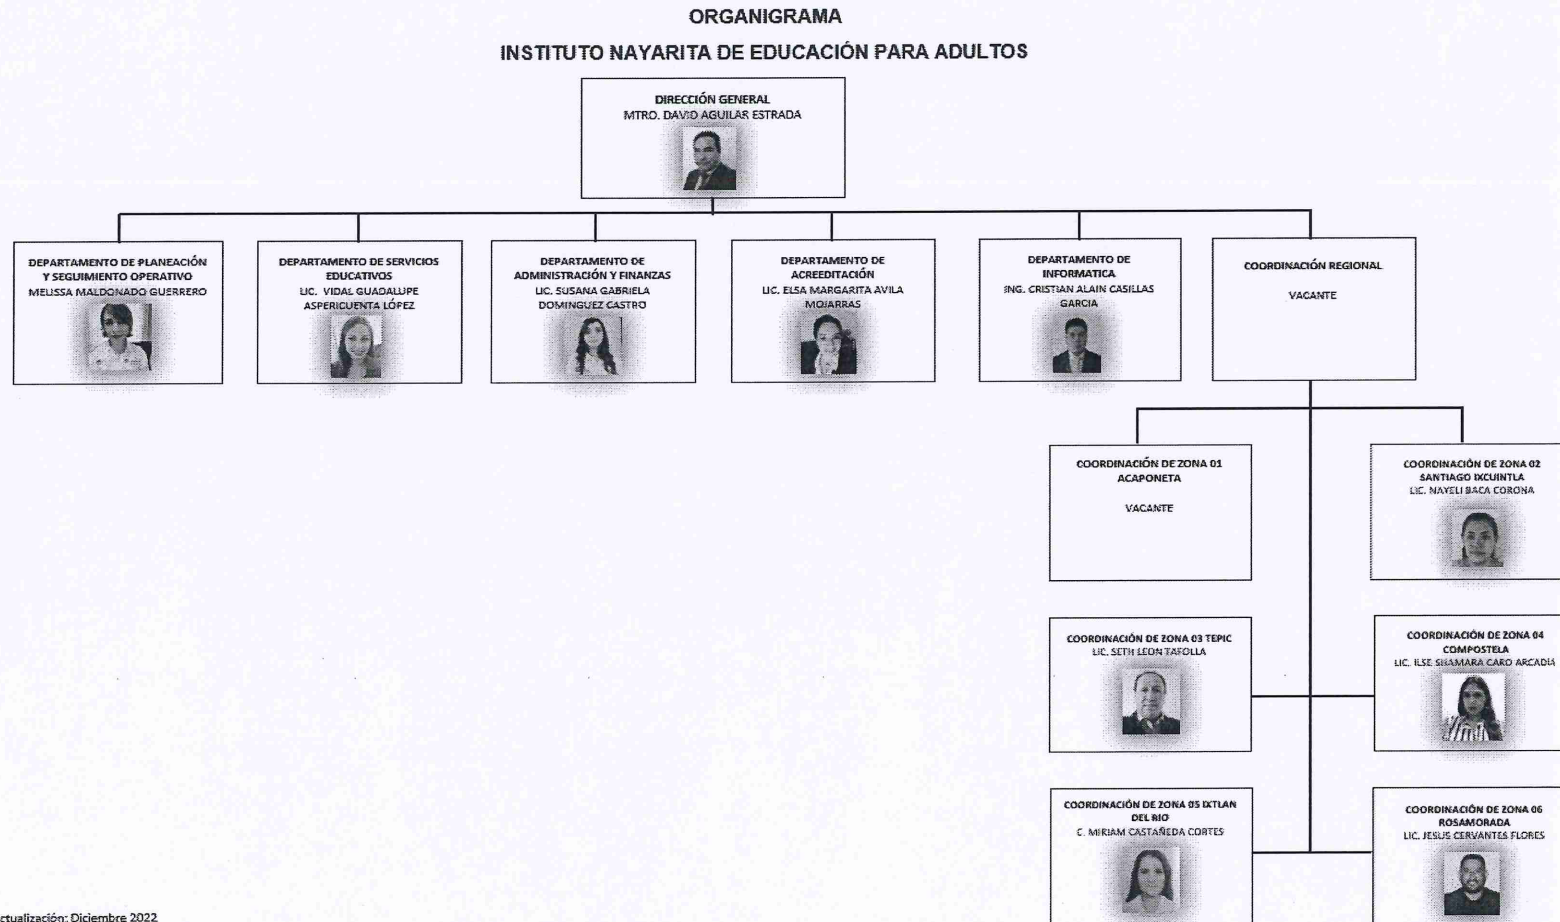 ORGANIGRAMA
INSTITUTO NAYARITA DE EDUCACIÓN PARA ADULTOS
DIRECCIÓN GENERAL
MTRO. DAVID AGUILAR ESTRADA
DEPARTAMENTO DE PLANEACIÓN
Y SEGUIMIENTO OPERATIVO
MELISSA MALDONADO GUERRERO
DEPARTAMENTO DE SERVICIOS
EDUCATIVOS
LIC. VIDAL GUADALUPE
ASPERICUENTA LÓPEZ
DEPARTAMENTO DE
ADMINISTRACIÓN Y FINANZAS
LIC. SUSANA GABRIELA
DOMINGUEZ CASTRO
DEPARTAMENTO DE
ACREEDITACIÓN
LIC. ELSA MARGARITA AVILA
MOJARRAS
DEPARTAMENTO DE
INFORMATICA
ING. CRISTIAN ALAIN CASILLAS
GARCIA
COORDINACIÓN REGIONAL
VACANTE
COORDINACIÓN DE ZONA 01
ACAPONETA
VACANTE
COORDINACIÓN DE ZONA 02
SANTIAGO IXCUINTLA
LIC. NAYELI BACA CORONA
COORDINACIÓN DE ZONA 03 TEPIC
LIC. SETH LEON TAFOLLA
COORDINACIÓN DE ZONA 04
COMPOSTELA
LIC. ILSE SHAMARA CARO ARCADIA
COORDINACIÓN DE ZONA 05 IXTLAN
DEL RIO
C. MIRIAM CASTAÑEDA CORTES
COORDINACIÓN DE ZONA 06
ROSAMORADA
LIC. JESUS CERVANTES FLORES
ctualización: Diciembre 2022